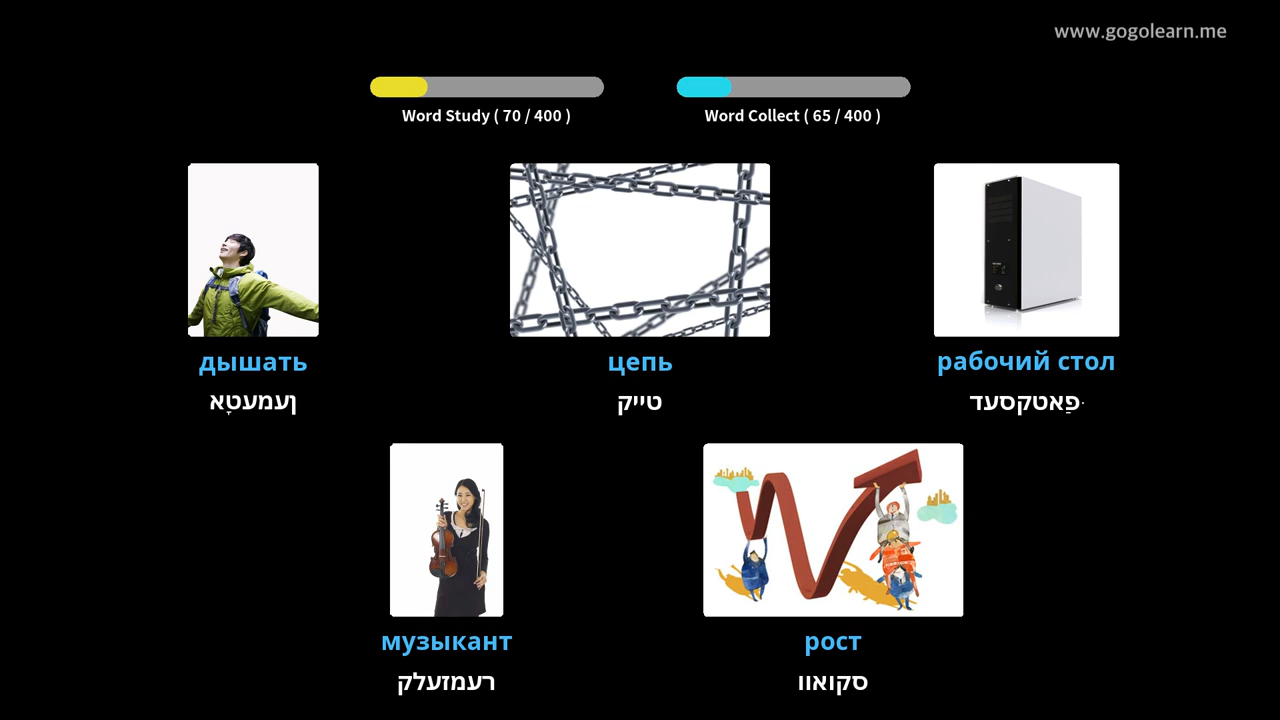 www.gogolearn.me
Word Study ( 70 / 400 )
Word Collect ( 65 / 400 )
дышать
ןעמעטָא
цепь
טייק
рабочий стол
ּפַאטקסעד
музыкант
רעמזעלק
рост
סקואוו